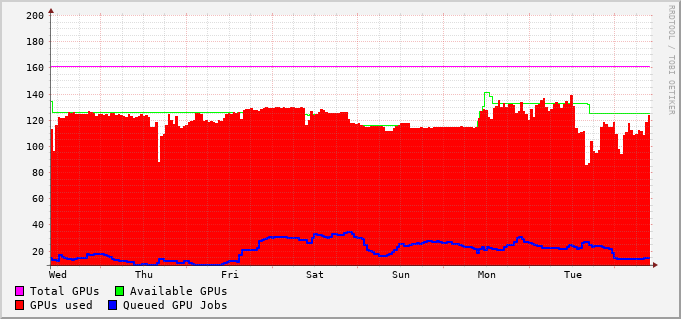 200
180
160
140
120
100
80
60
40
20
Wed Thu Fri Sat Sun Mon Tue
Total GPUs Available GPUs
GPUs used Queued GPU Jobs
RRDTOOL / TOBI OETIKER